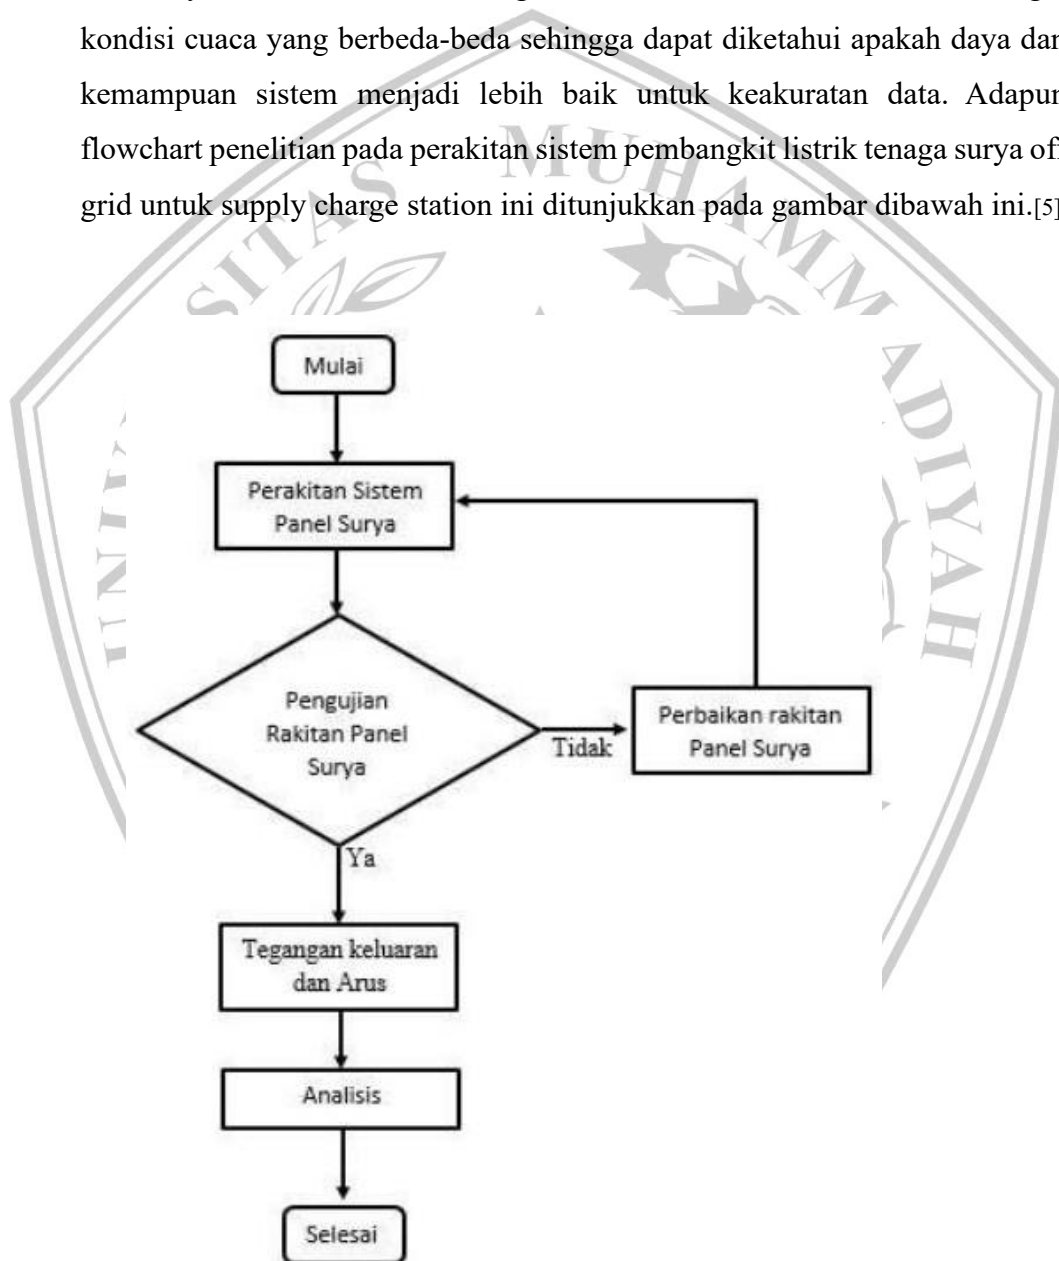 kondisi cuaca yang berbeda-beda sehingga dapat diketahui apakah daya dan
kemampuan sistem menjadi lebih baik untuk keakuratan data. Adapun
flowchart penelitian pada perakitan sistem pembangkit listrik tenaga surya
grid untuk supply charge station ini ditunjukkan pada gambar dibawah ini.[5]
MUHAMMADIYAH
Mulai
Perakitan Sistem
Panel Surya
Pengujian
Rakitan Panel
Surya
Tidak
Perbaikan rakitan
Panel Surya
Ya
Tegangan keluaran
dan Arus
Analisis
Selesai